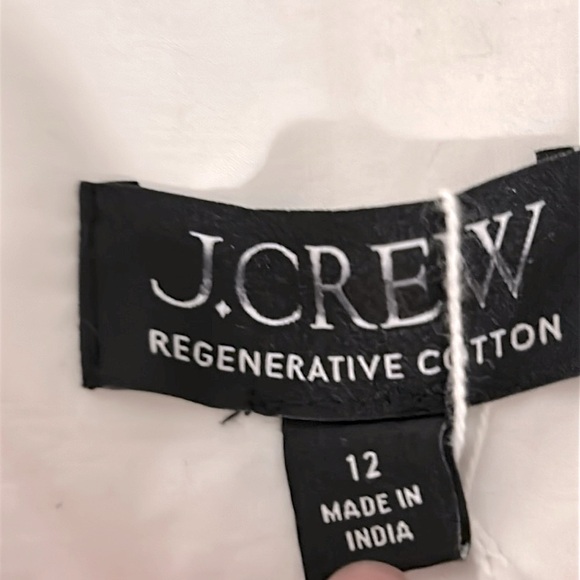 J.CREW
REGENERATIVE COTTON
12
MADE IN
INDIA